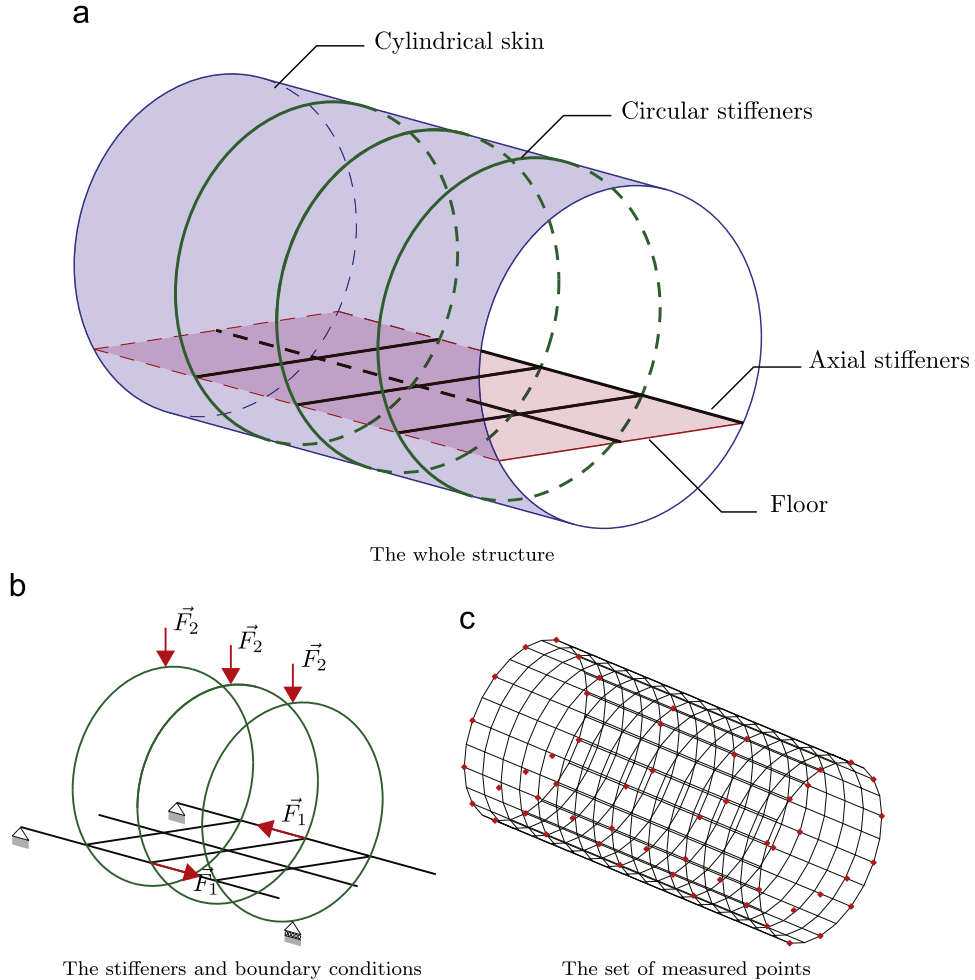 a
Cylindrical skin
Circular stiffeners
Axial stiffeners
Floor
The whole structure
b
F⃗₂
F⃗₂
F⃗₂
F⃗₁
F⃗₁
The stiffeners and boundary conditions
c
The set of measured points